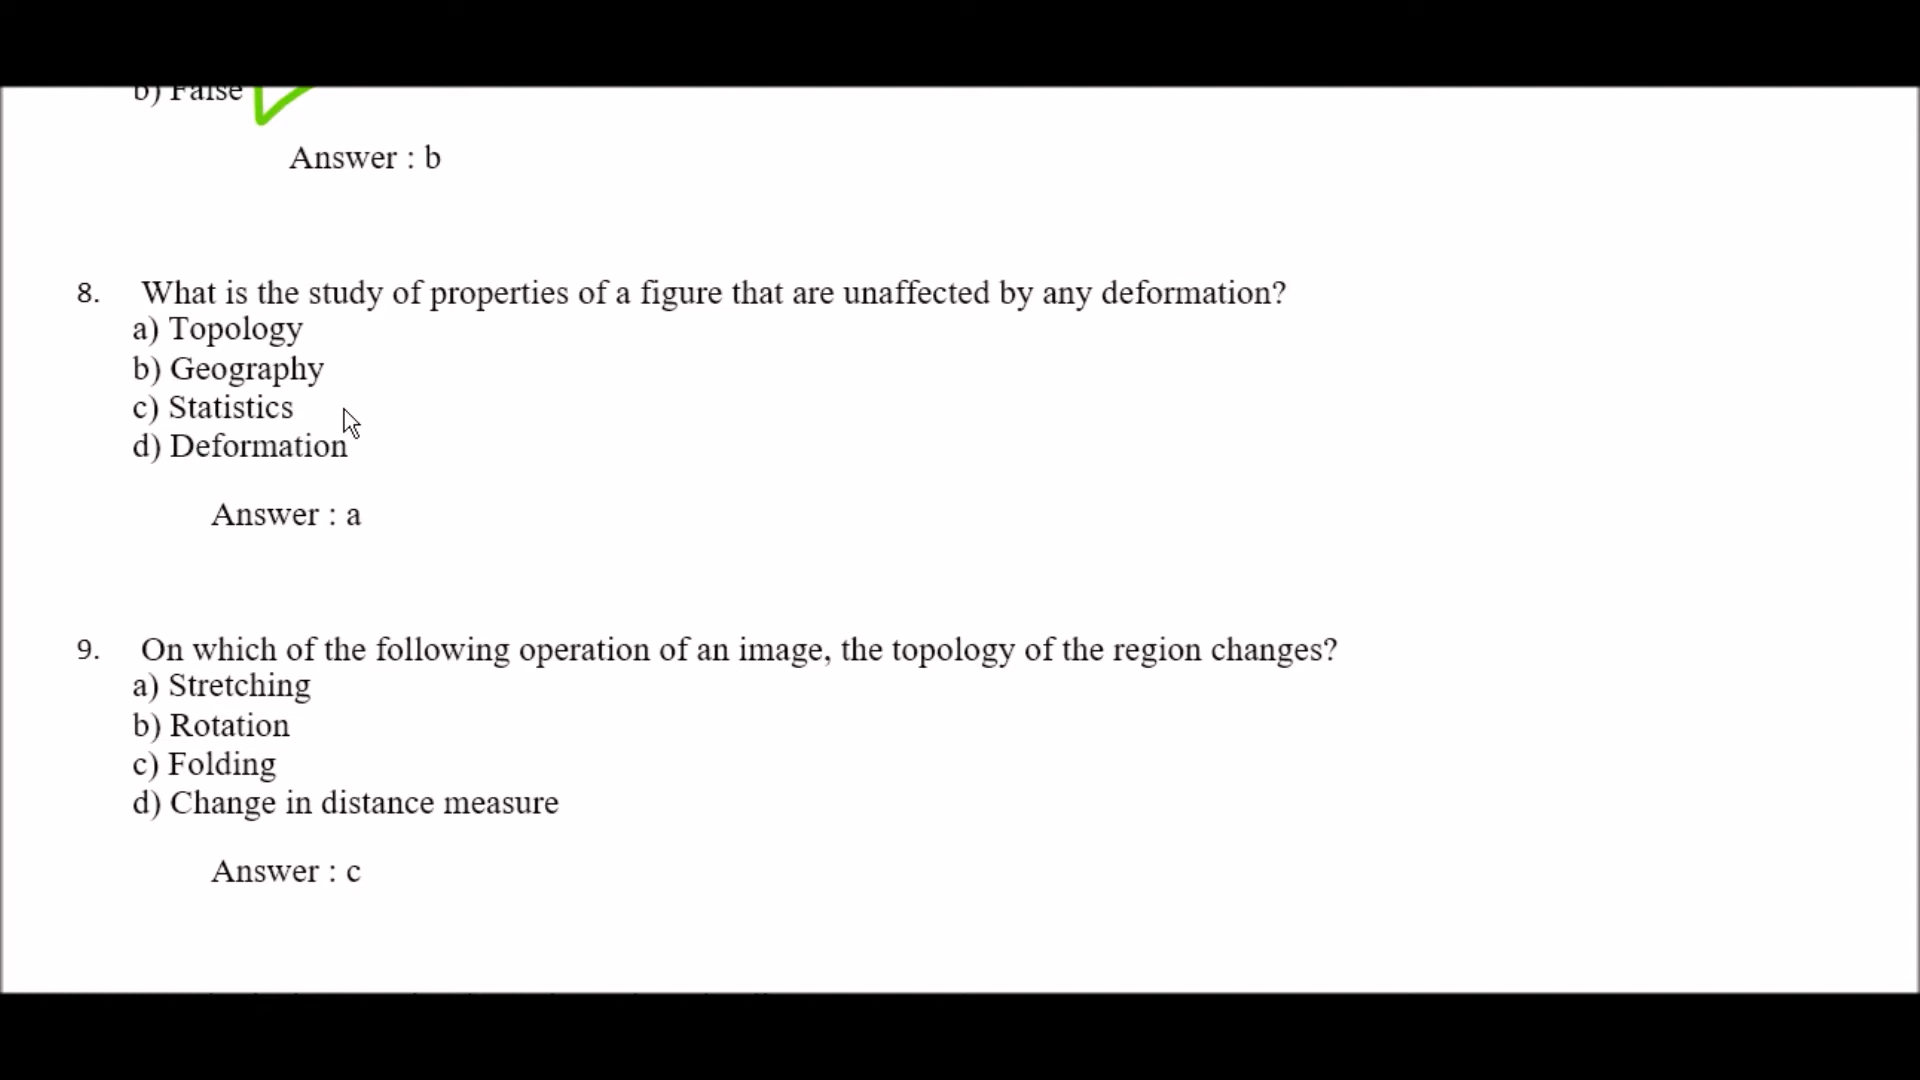 b) False
Answer : b
8. What is the study of properties of a figure that are unaffected by any deformation?
a) Topology
b) Geography
c) Statistics
d) Deformation
Answer : a
9. On which of the following operation of an image, the topology of the region changes?
a) Stretching
b) Rotation
c) Folding
d) Change in distance measure
Answer : c